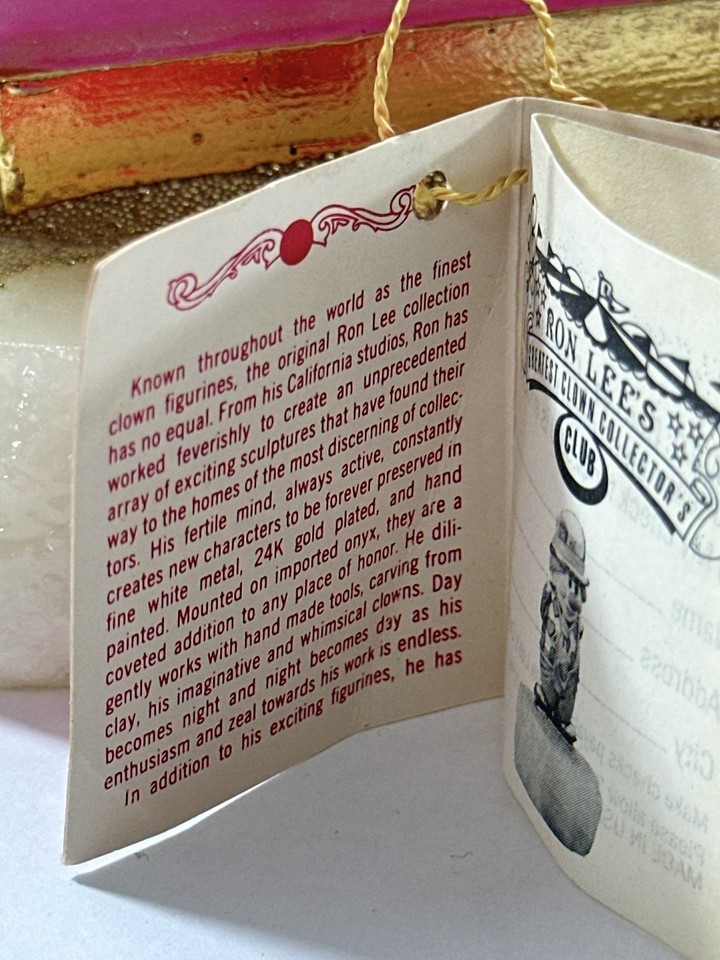 Known throughout the world as the finest
clown figurines, the original Ron Lee collection
has no equal. From his California studios, Ron has
worked feverishly to create an unprecedented
array of exciting sculptures that have found their
way to the homes of the most discerning of collec-
tors. His fertile mind, always active, constantly
creates new characters to be forever preserved in
fine white metal, 24K gold plated, and hand
painted. Mounted on imported onyx, they are a
coveted addition to any place of honor. He dili-
gently works with hand made tools, carving from
clay, his imaginative and whimsical clowns. Day
becomes night and night becomes day as his
enthusiasm and zeal towards his work is endless.
In addition to his exciting figurines, he has
RON LEE'S
GREATEST CLOWN COLLECTOR'S
CLUB
Name
Address
City
Make checks
Please allow
MADE IN US